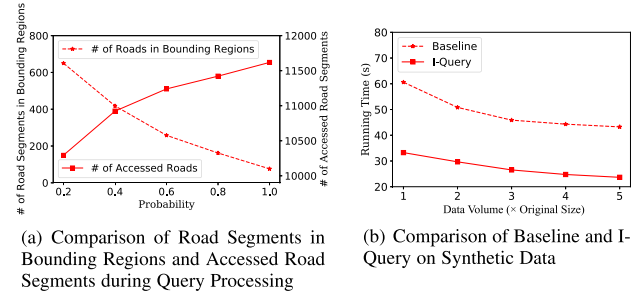 # of Road Segments in Bounding Regions
800
600
400
200
0
# of Roads in Bounding Regions
# of Accessed Roads
0.2 0.4 0.6 0.8 1.0
Probability
12000
11500
11000
10500
10000
# of Accessed Road Segments
(a) Comparison of Road Segments in
Bounding Regions and Accessed Road
Segments during Query Processing
Running Time (s)
80
70
60
50
40
30
20
Baseline
I-Query
1 2 3 4 5
Data Volume (× Original Size)
(b) Comparison of Baseline and I-
Query on Synthetic Data